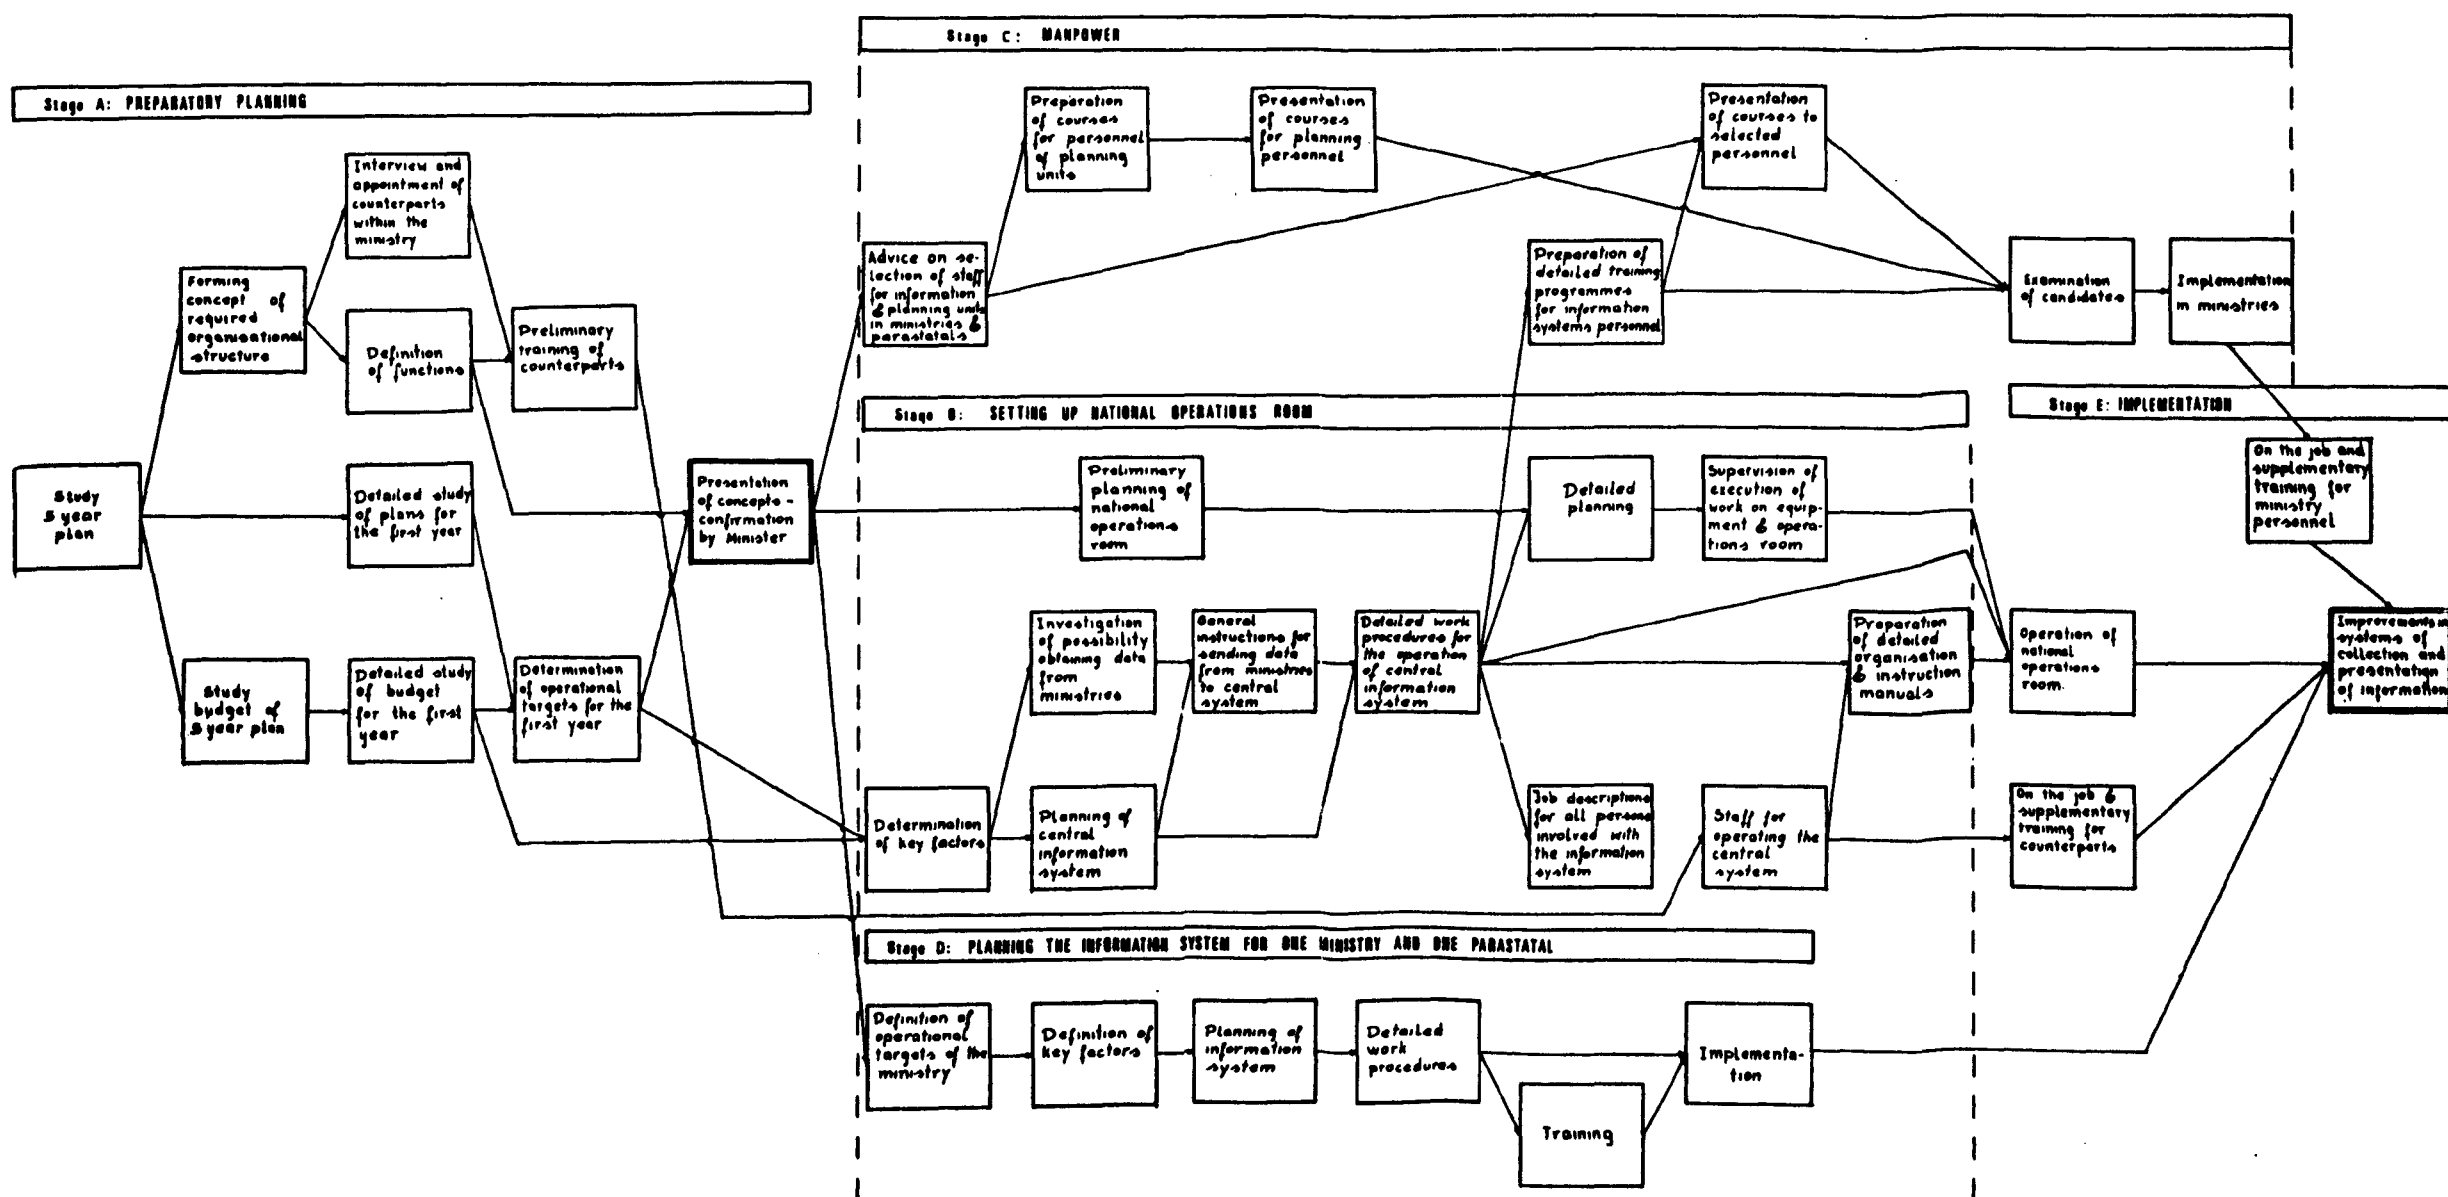 Stage C: MANPOWER
Stage A: PREPARATORY PLANNING
Preparation
of courses
for personnel
of planning
units
Presentation
of courses
for planning
personnel
Presentation
of courses to
selected
personnel
Interview and
appointment of
counterparts
within the
ministry
Forming
concept of
required
organisational
structure
Definition
of functions
Preliminary
training of
counterparts
Advice on se-
lection of staff
for information
& planning units
in ministries &
parastatals
Preparation of
detailed training
programmes
for information
systems personnel
Examination
of candidates
Implementation
in ministries
Stage B: SETTING UP NATIONAL OPERATIONS ROOM
Stage E: IMPLEMENTATION
Study
5 year
plan
Detailed study
of plans for
the first year
Presentation
of concepts -
confirmation
by Minister
Preliminary
planning of
national
operations
room
Detailed
planning
Supervision of
execution of
work on equip-
ment & opera-
tions room
On the job and
supplementary
training for
ministry
personnel
Study
budget of
5 year plan
Detailed study
of budget
for the first
year
Determination
of operational
targets for the
first year
Investigation
of possibility
obtaining data
from
ministries
General
instructions for
sending data
from ministries
to central
system
Detailed work
procedures for
the operation
of central
information
system
Preparation
of detailed
organisation
& instruction
manuals
Operation of
national
operations
room.
Improvements in
systems of
collection and
presentation
of information
Determination
of key factors
Planning of
central
information
system
Job descriptions
for all persons
involved with
the information
system
Staff for
operating the
central
system
On the job &
supplementary
training for
counterparts
Stage D: PLANNING THE INFORMATION SYSTEM FOR ONE MINISTRY AND ONE PARASTATAL
Definition of
operational
targets of the
ministry
Definition of
key factors
Planning of
information
system
Detailed
work
procedures
Implementa-
tion
Training